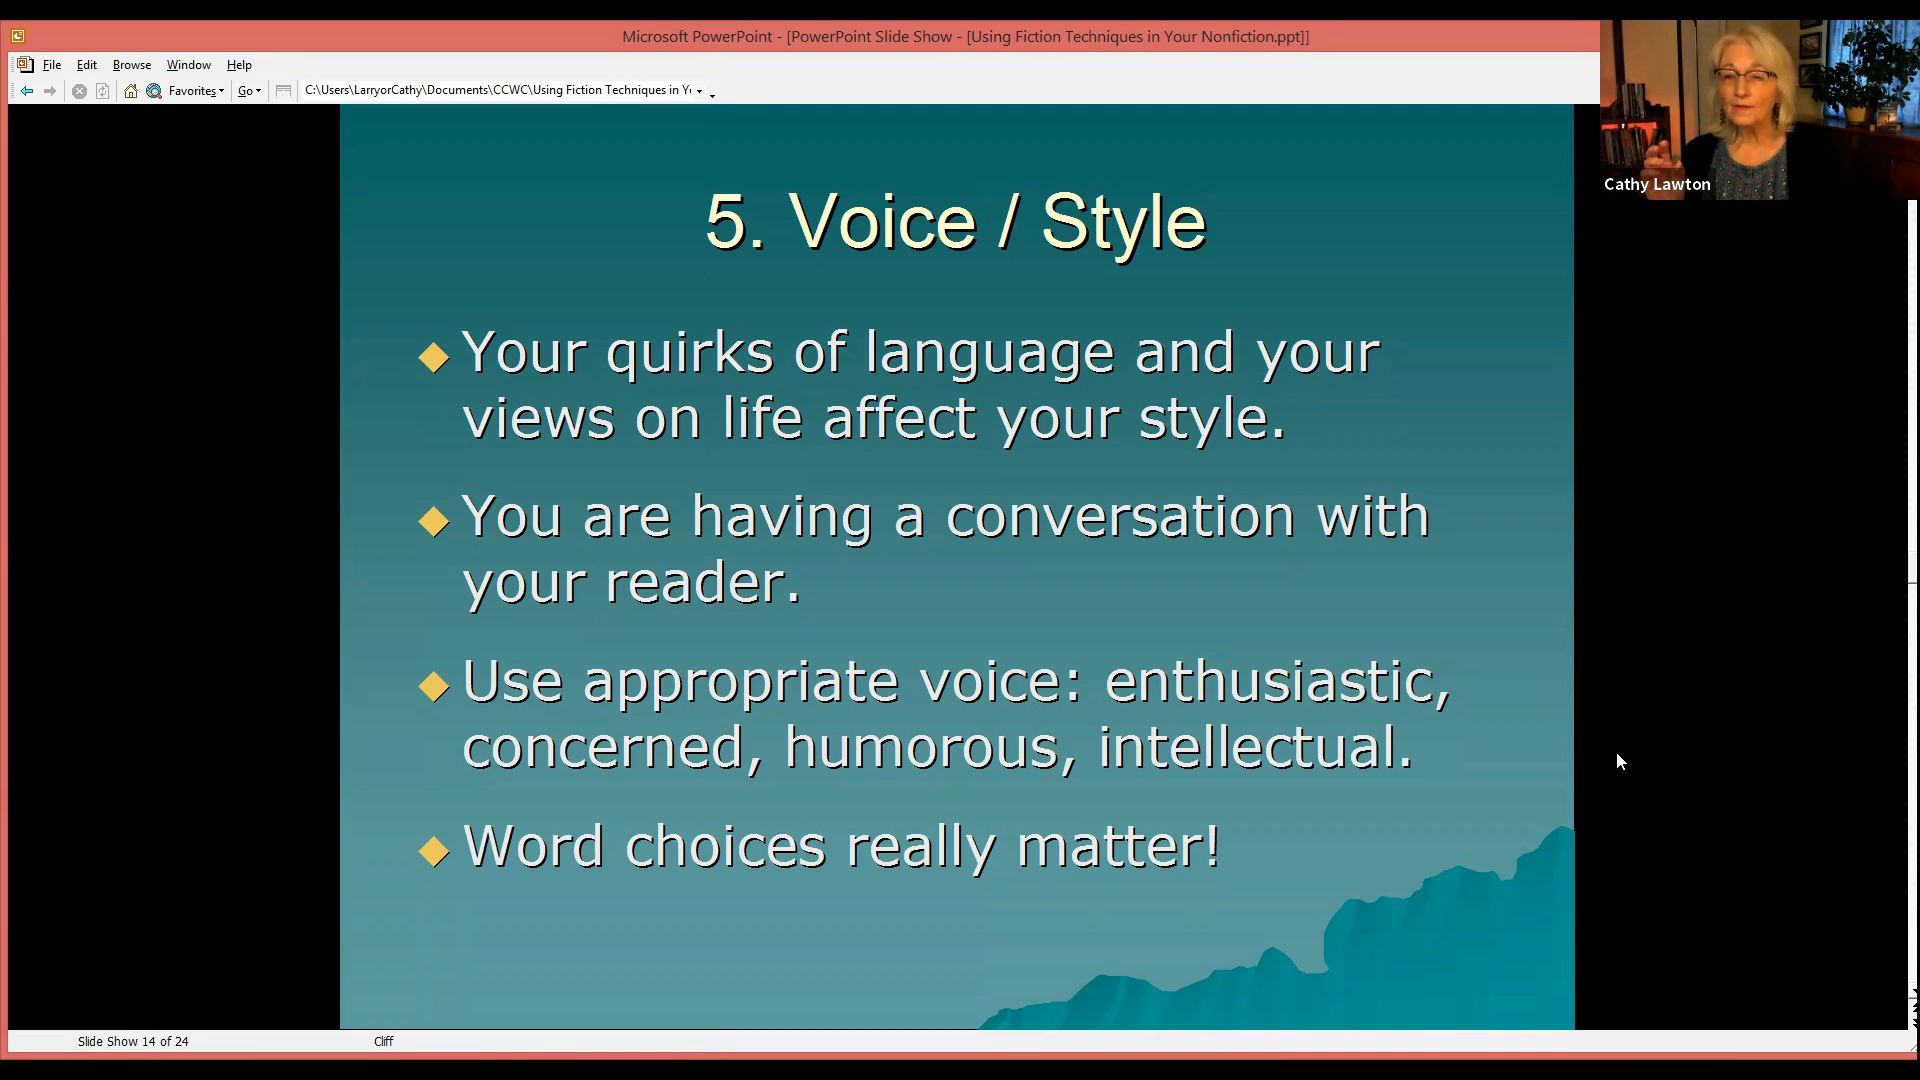 Microsoft PowerPoint - [PowerPoint Slide Show - [Using Fiction Techniques in Your Nonfiction.ppt]]
File Edit Browse Window Help
Favorites Go C:\Users\LarryorCathy\Documents\CCWC\Using Fiction Techniques in
Cathy Lawton
5. Voice / Style
Your quirks of language and your
views on life affect your style.
You are having a conversation with
your reader.
Use appropriate voice: enthusiastic,
concerned, humorous, intellectual.
Word choices really matter!
Slide Show 14 of 24 Cliff